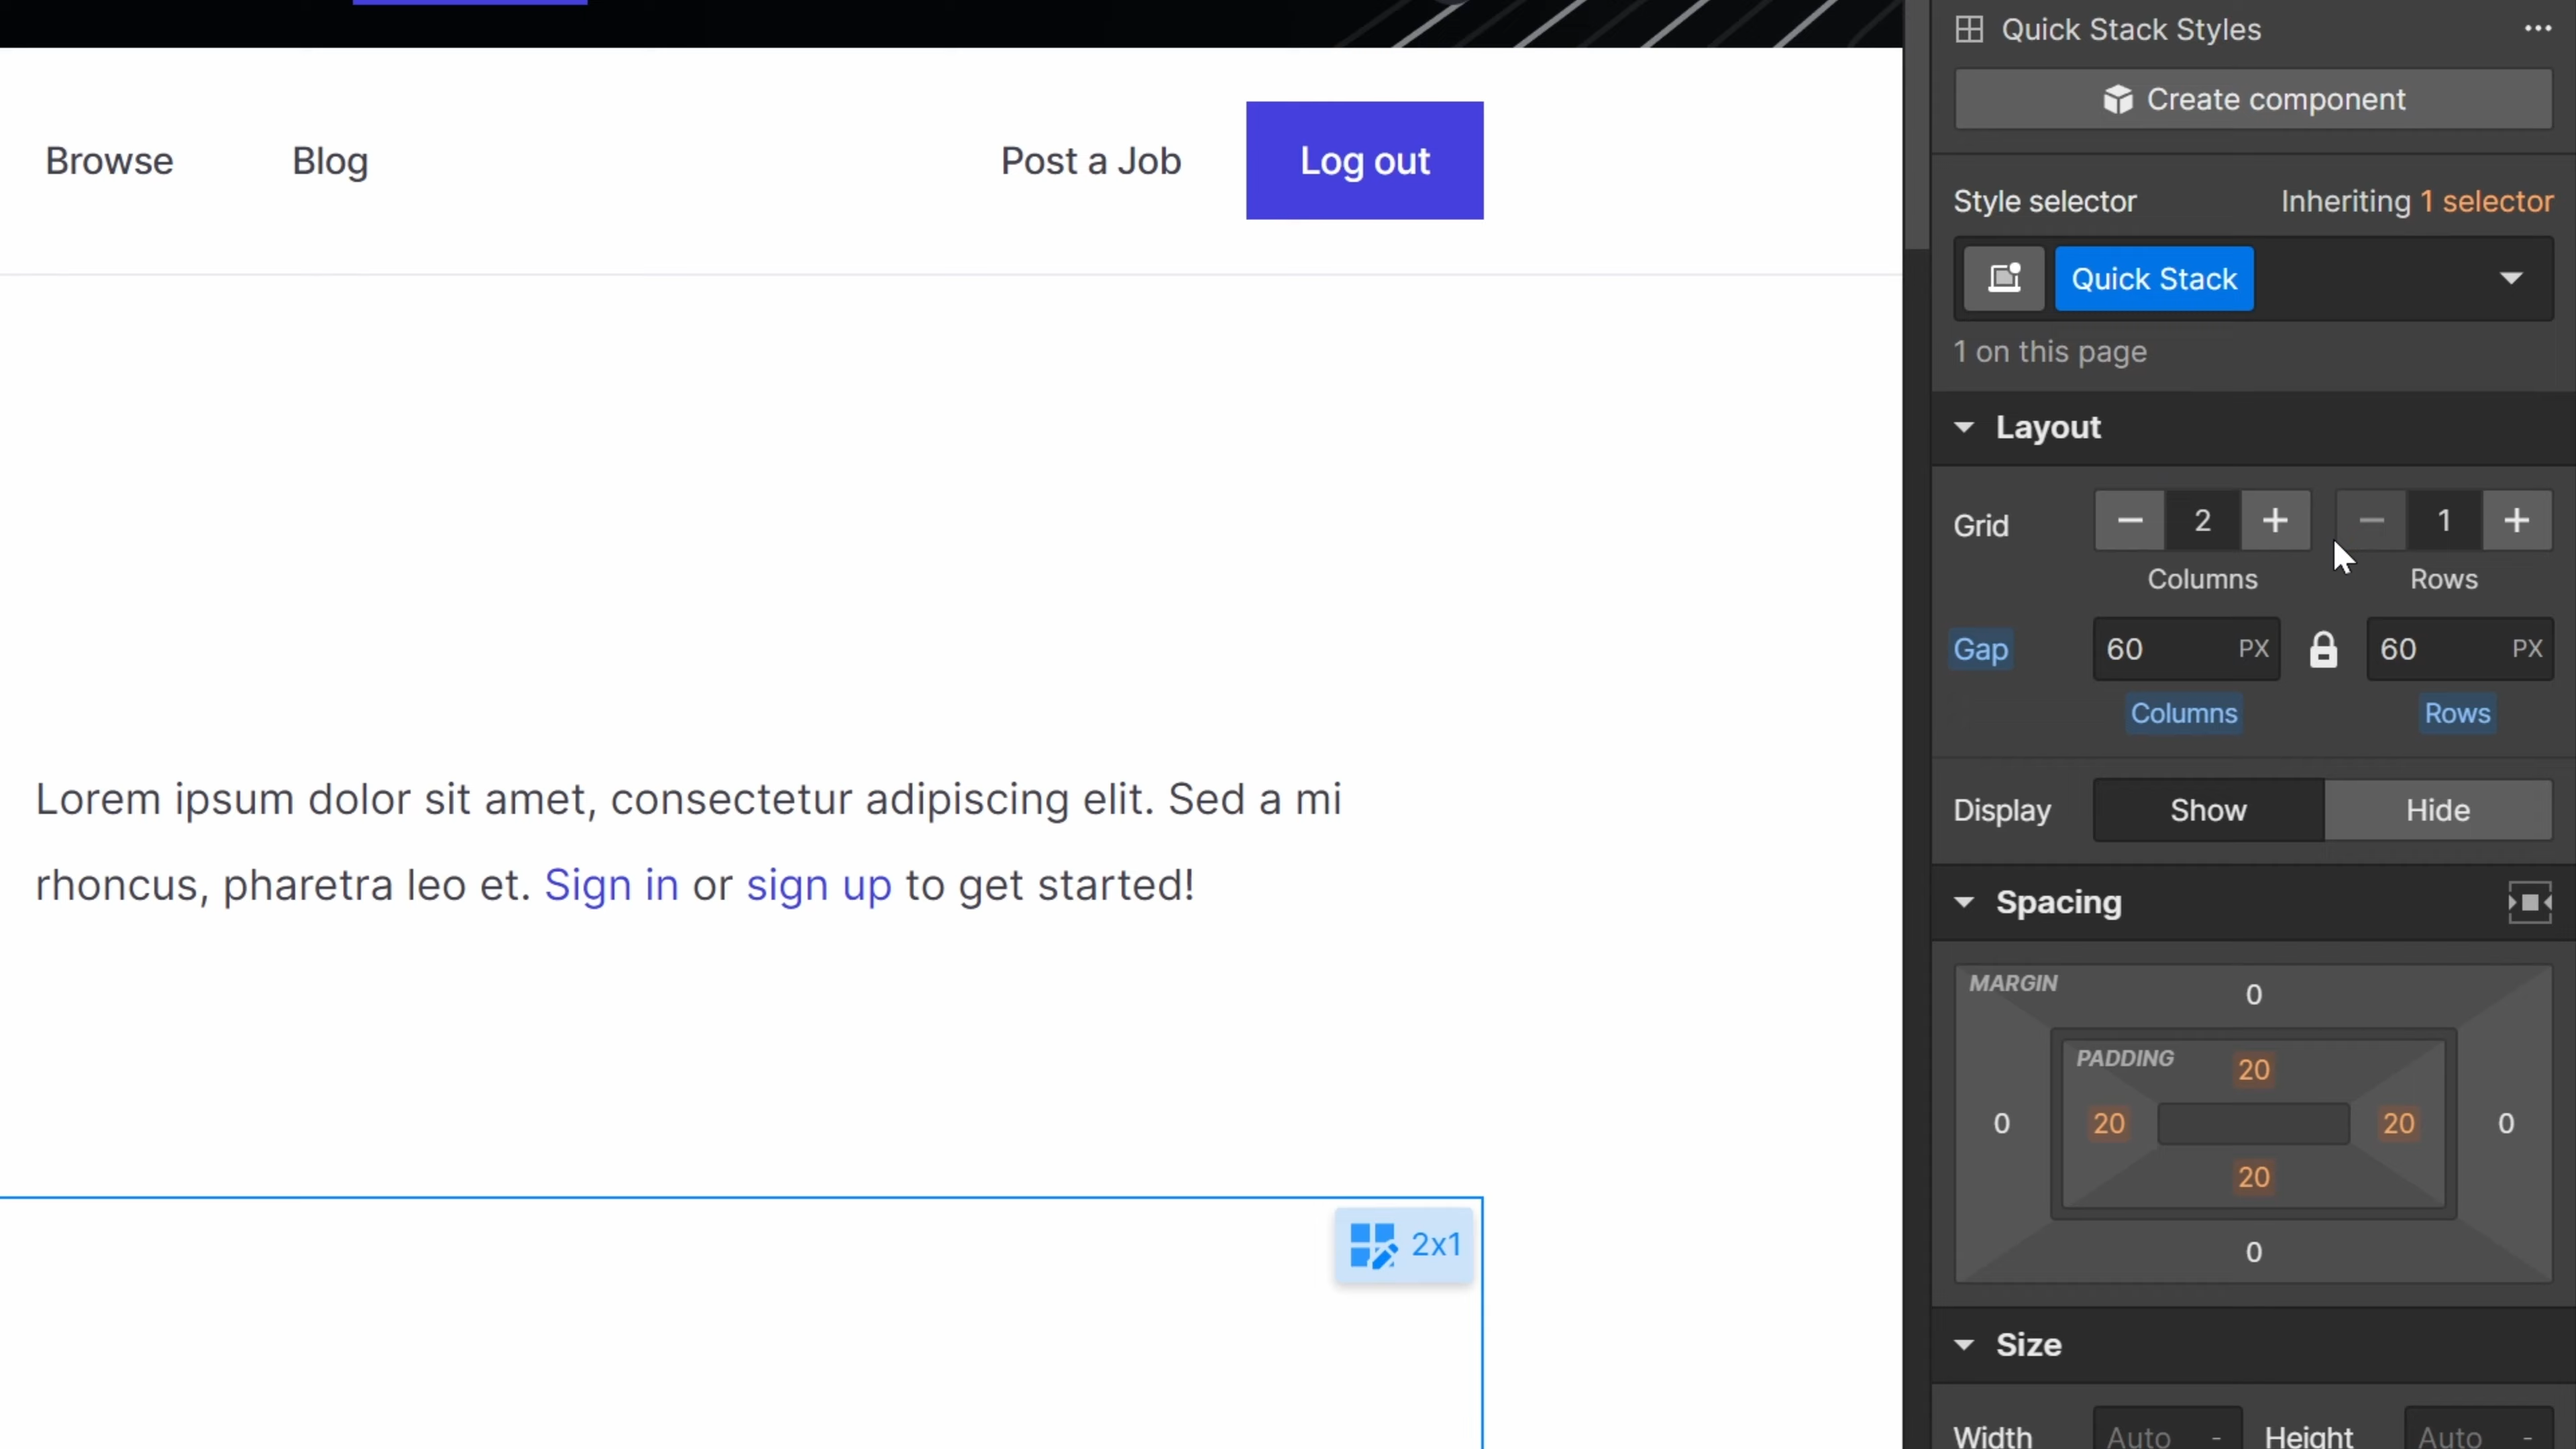 Browse
Blog
Post a Job
Log out
Lorem ipsum dolor sit amet, consectetur adipiscing elit. Sed a mi
rhoncus, pharetra leo et. Sign in or sign up to get started!
2x1
Quick Stack Styles
Create component
Style selector
Inheriting 1 selector
Quick Stack
1 on this page
Layout
Grid
2
1
Columns
Rows
Gap
60 PX
60 PX
Columns
Rows
Display
Show
Hide
Spacing
MARGIN
0
PADDING
20
0
20
20
0
20
0
Size
Width
Auto -
Height
Auto -